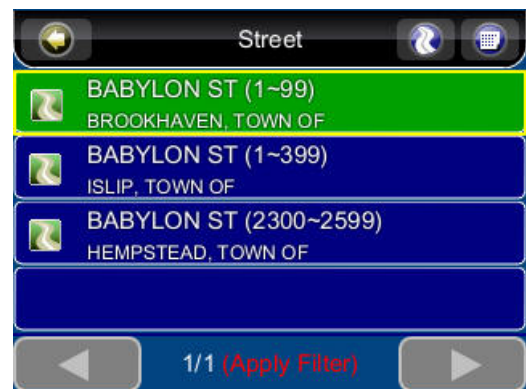 Street
BABYLON ST (1~99)
BROOKHAVEN, TOWN OF
BABYLON ST (1~399)
ISLIP, TOWN OF
BABYLON ST (2300~2599)
HEMPSTEAD, TOWN OF
1/1 (Apply Filter)